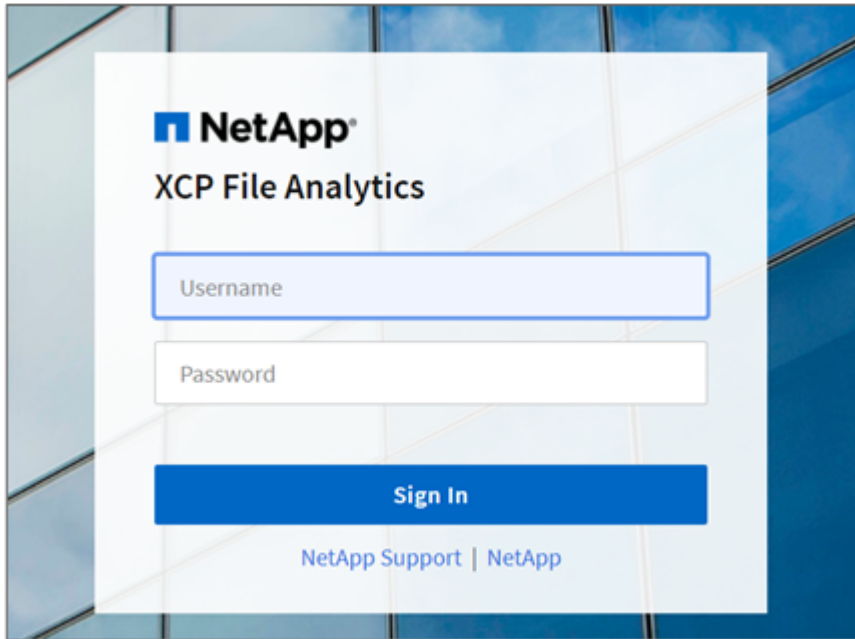 NetApp®
XCP File Analytics
Username
Password
Sign In
NetApp Support | NetApp